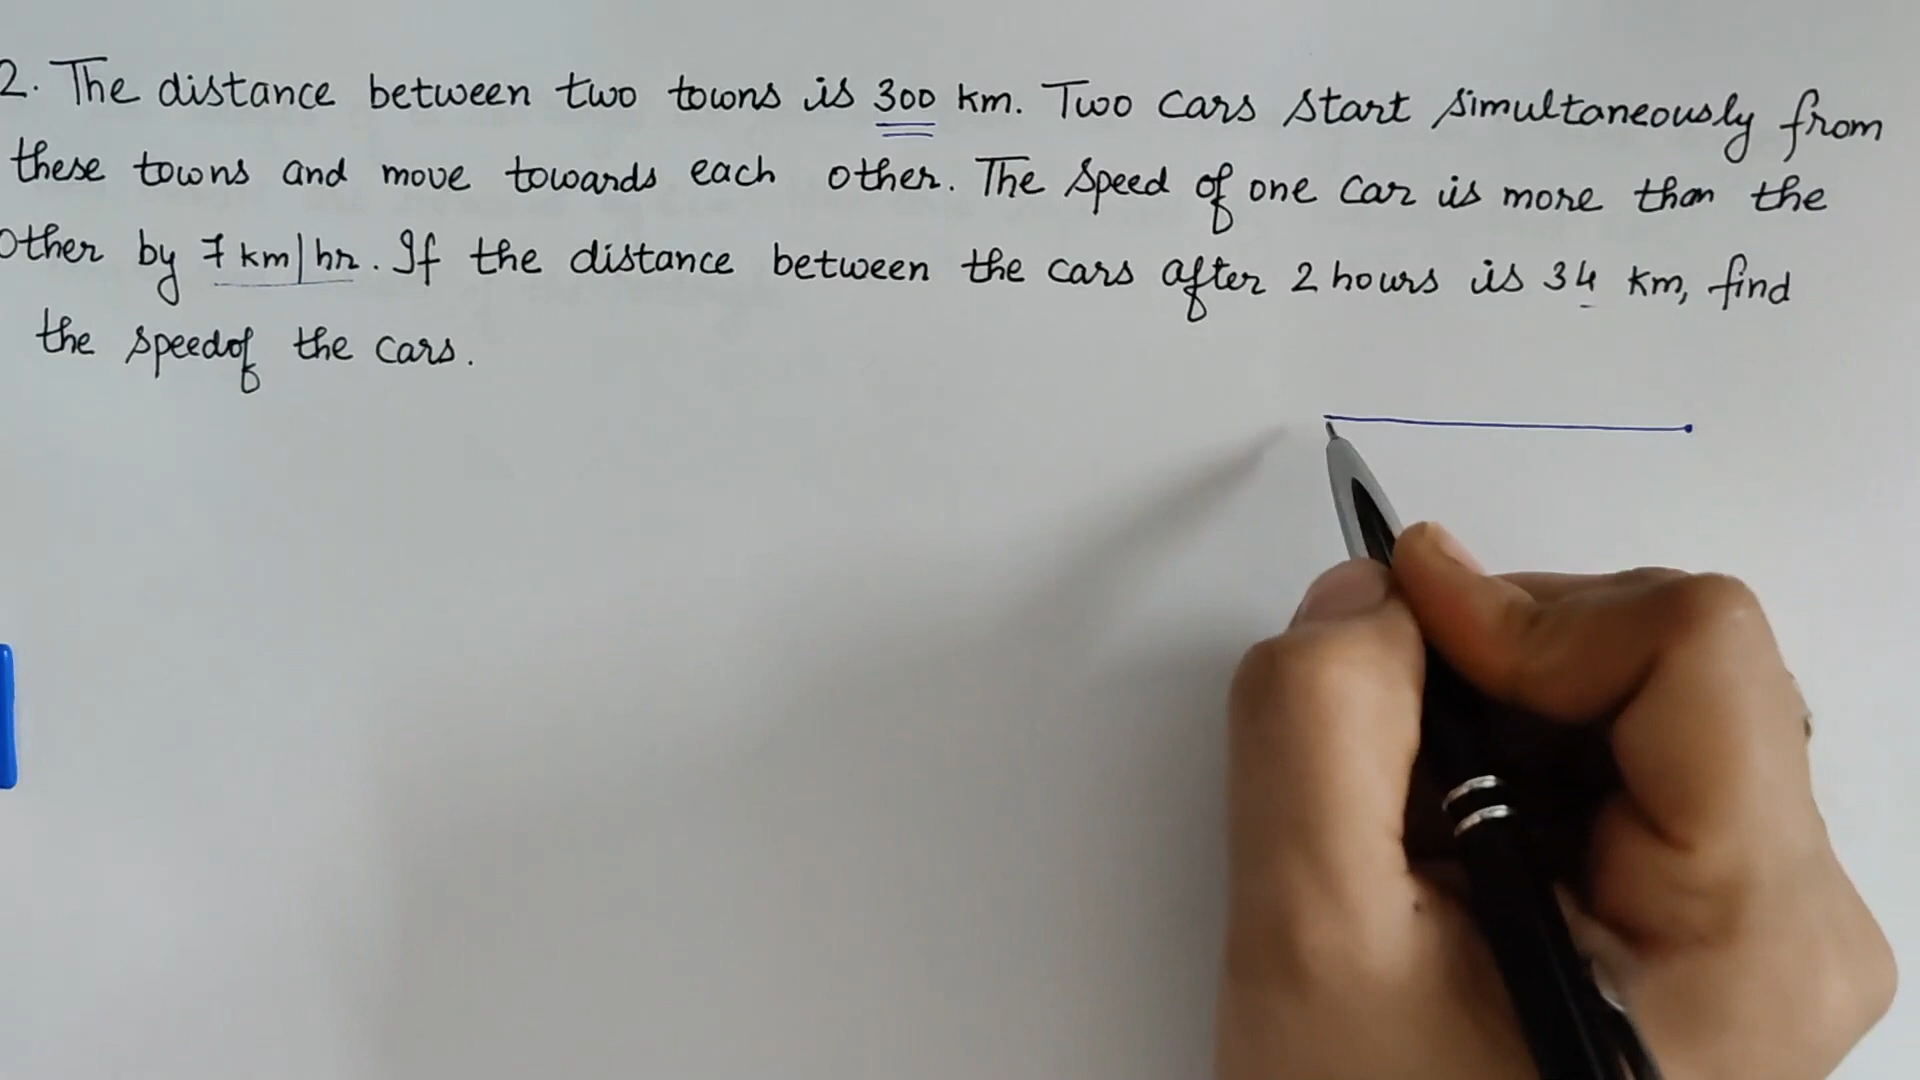 2. The distance between two towns is 300 km. Two cars start simultaneously from
these towns and move towards each other. The speed of one car is more than the
other by 7 km/hr. If the distance between the cars after 2 hours is 34 km, find
the speed of the cars.